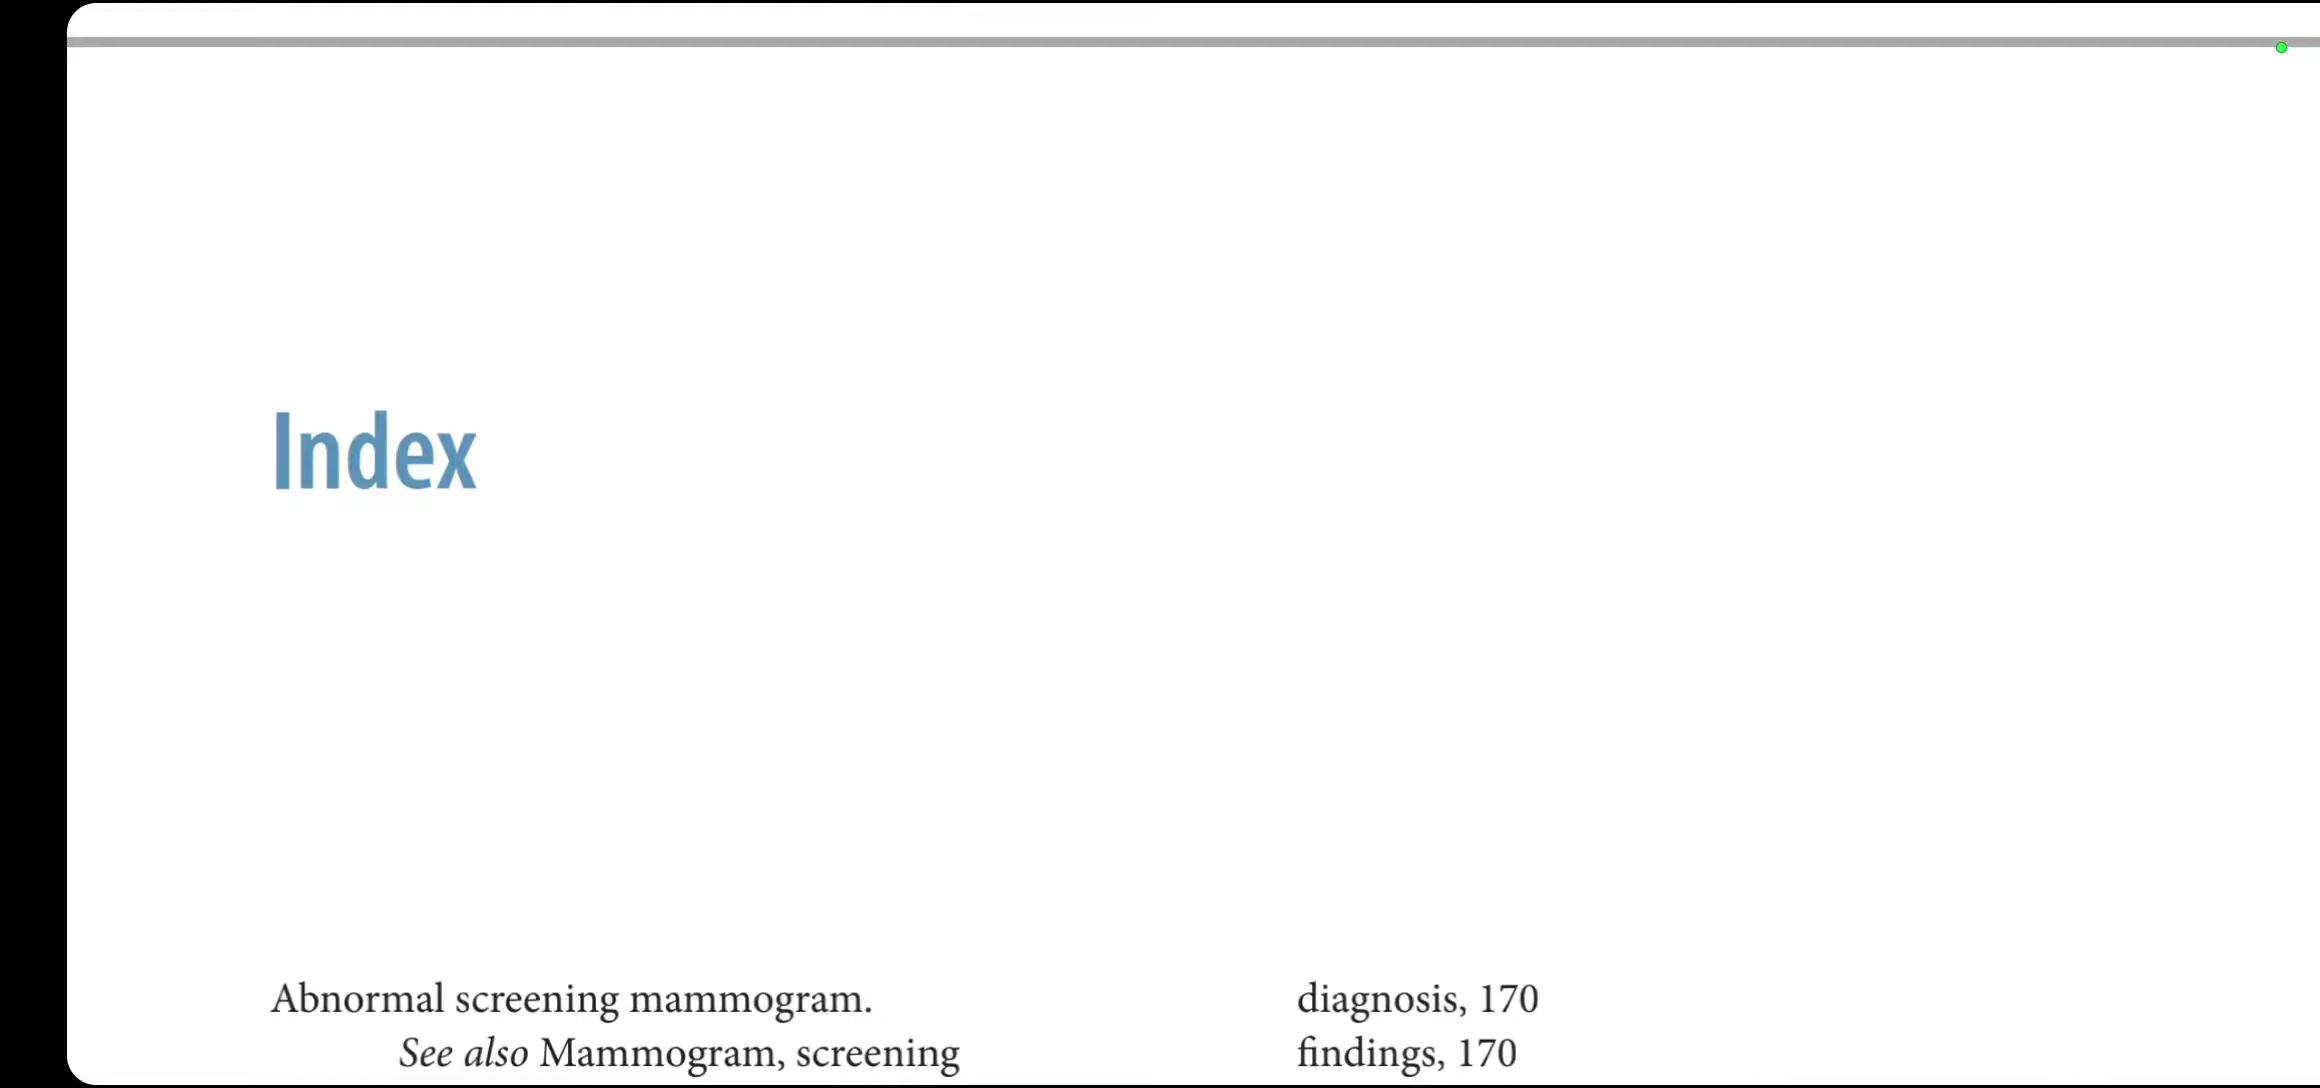 Index
Abnormal screening mammogram.
See also Mammogram, screening
diagnosis, 170
findings, 170